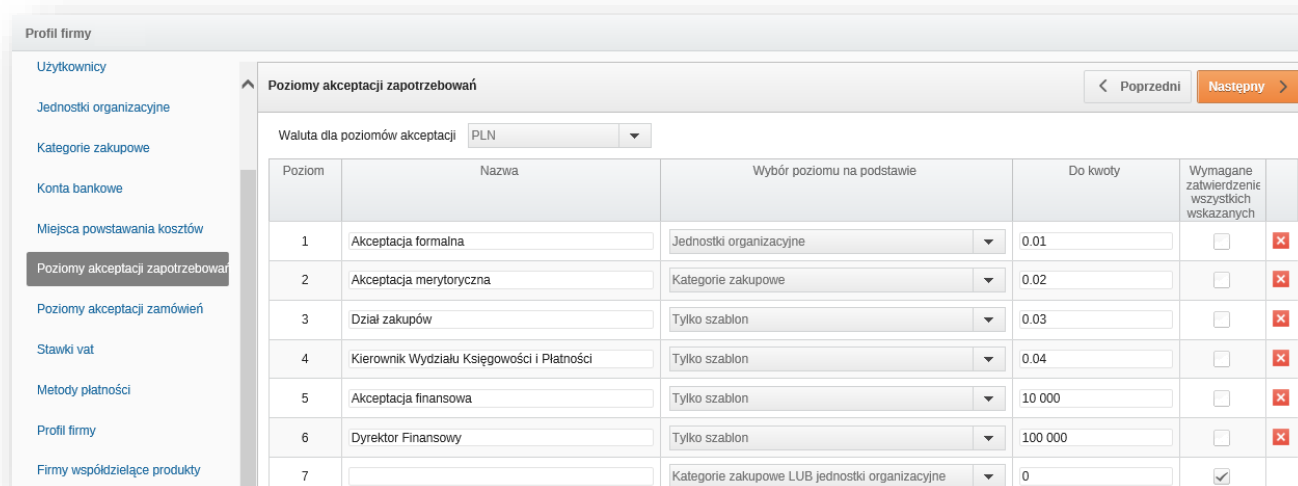 Profil firmy
Użytkownicy
Jednostki organizacyjne
Kategorie zakupowe
Konta bankowe
Miejsca powstawania kosztów
Poziomy akceptacji zapotrzebowań
Poziomy akceptacji zamówień
Stawki vat
Metody płatności
Profil firmy
Firmy współdzielące produkty
Poziomy akceptacji zapotrzebowań
Poprzedni
Następny
Waluta dla poziomów akceptacji PLN
Poziom Nazwa Wybór poziomu na podstawie Do kwoty Wymagane
zatwierdzenie
wszystkich
wskazanych
1 Akceptacja formalna Jednostki organizacyjne 0.01
2 Akceptacja merytoryczna Kategorie zakupowe 0.02
3 Dział zakupów Tylko szablon 0.03
4 Kierownik Wydziału Księgowości i Płatności Tylko szablon 0.04
5 Akceptacja finansowa Tylko szablon 10 000
6 Dyrektor Finansowy Tylko szablon 100 000
7 Kategorie zakupowe LUB jednostki organizacyjne 0